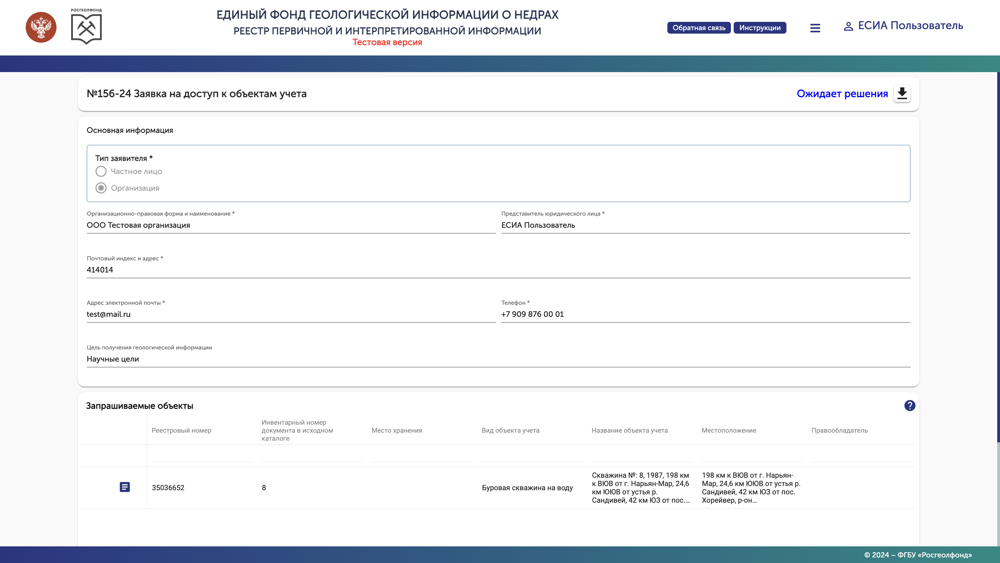 РОСГЕОЛФОНД
ЕДИНЫЙ ФОНД ГЕОЛОГИЧЕСКОЙ ИНФОРМАЦИИ О НЕДРАХ
РЕЕСТР ПЕРВИЧНОЙ И ИНТЕРПРЕТИРОВАННОЙ ИНФОРМАЦИИ
Тестовая версия
Обратная связь
Инструкции
ЕСИА Пользователь
№156-24 Заявка на доступ к объектам учета
Ожидает решения
Основная информация
Тип заявителя *
Частное лицо
Организация
Организационно-правовая форма и наименование *
ООО Тестовая организация
Представитель юридического лица *
ЕСИА Пользователь
Почтовый индекс и адрес *
414014
Адрес электронной почты *
test@mail.ru
Телефон *
+7 909 876 00 01
Цель получения геологической информации
Научные цели
Запрашиваемые объекты
?
Реестровый номер
Инвентарный номер
документа в исходном
каталоге
Место хранения
Вид объекта учета
Название объекта учета
Местоположение
Правообладатель
35036652
8
Буровая скважина на воду
Скважина №: 8, 1987, 198 км
к ВЮВ от г. Нарьян-Мар, 24,6
км ЮЮВ от устья р.
Сандивей, 42 км ЮЗ от пос....
198 км к ВЮВ от г. Нарьян-
Мар, 24,6 км ЮЮВ от устья р.
Сандивей, 42 км ЮЗ от пос.
Хорейвер, р-он...
© 2024 – ФГБУ «Росгеолфонд»